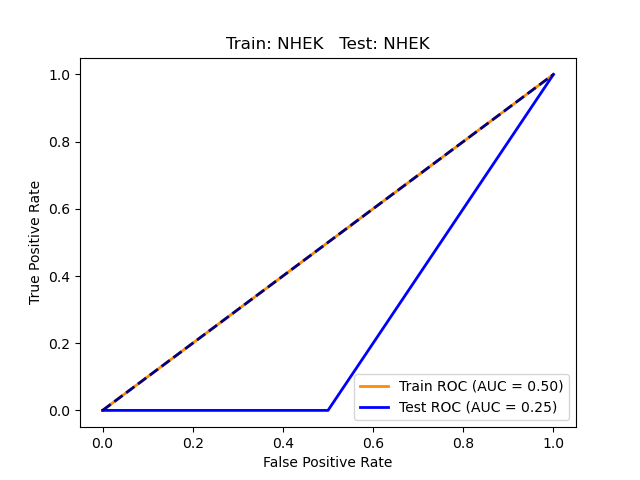 Train: NHEK   Test: NHEK
True Positive Rate
1.0
0.8
0.6
0.4
0.2
0.0
Train ROC (AUC = 0.50)
Test ROC (AUC = 0.25)
0.0 0.2 0.4 0.6 0.8 1.0
False Positive Rate